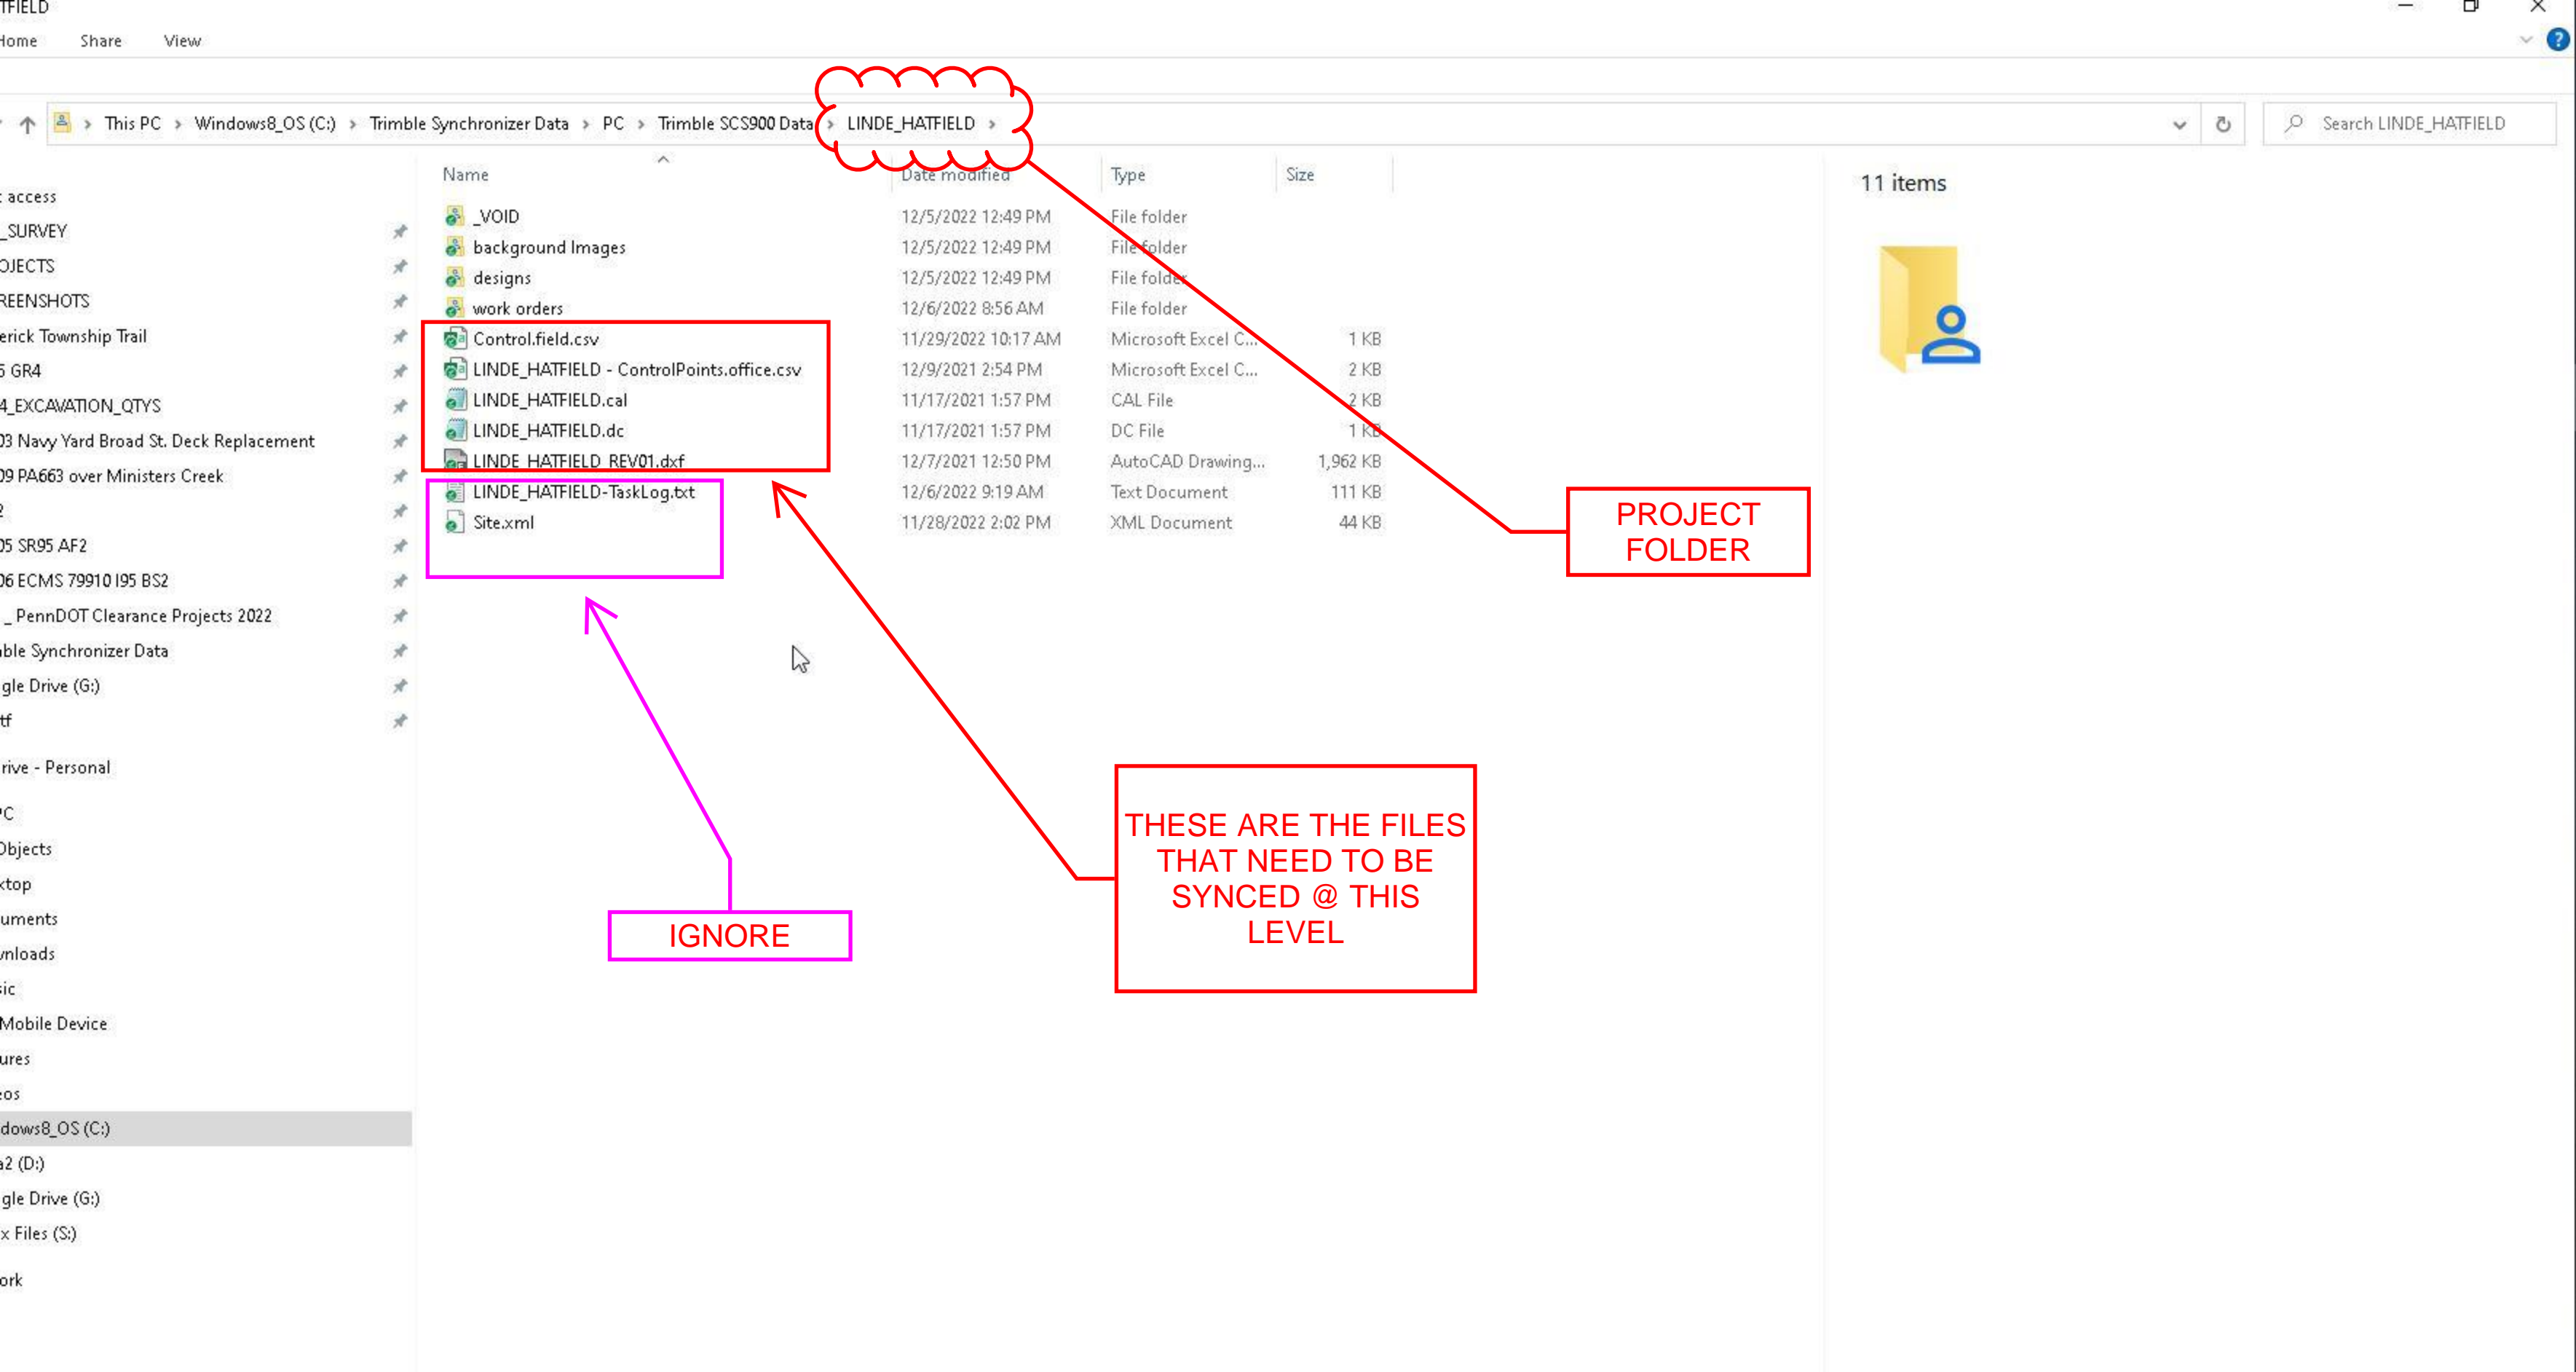 TFIELD
Home Share View
This PC > Windows8_OS (C:) > Trimble Synchronizer Data > PC > Trimble SCS900 Data > LINDE_HATFIELD >
Search LINDE_HATFIELD
Name Date modified Type Size
_VOID 12/5/2022 12:49 PM File folder
background Images 12/5/2022 12:49 PM File folder
designs 12/5/2022 12:49 PM File folder
work orders 12/6/2022 8:56 AM File folder
Control.field.csv 11/29/2022 10:17 AM Microsoft Excel C... 1 KB
LINDE_HATFIELD - ControlPoints.office.csv 12/9/2021 2:54 PM Microsoft Excel C... 2 KB
LINDE_HATFIELD.cal 11/17/2021 1:57 PM CAL File 2 KB
LINDE_HATFIELD.dc 11/17/2021 1:57 PM DC File 1 KB
LINDE_HATFIELD_REV01.dxf 12/7/2021 12:50 PM AutoCAD Drawing... 1,962 KB
LINDE_HATFIELD-TaskLog.txt 12/6/2022 9:19 AM Text Document 111 KB
Site.xml 11/28/2022 2:02 PM XML Document 44 KB
11 items
access
_SURVEY
OJECTS
REENSHOTS
erick Township Trail
5 GR4
4_EXCAVATION_QTYS
03 Navy Yard Broad St. Deck Replacement
09 PA663 over Ministers Creek
2
05 SR95 AF2
06 ECMS 79910 I95 BS2
_ PennDOT Clearance Projects 2022
nble Synchronizer Data
gle Drive (G:)
tf
rive - Personal
PC
Objects
ktop
uments
wnloads
sic
Mobile Device
ures
eos
dows8_OS (C:)
a2 (D:)
gle Drive (G:)
x Files (S:)
ork
PROJECT
FOLDER
THESE ARE THE FILES
THAT NEED TO BE
SYNCED @ THIS
LEVEL
IGNORE